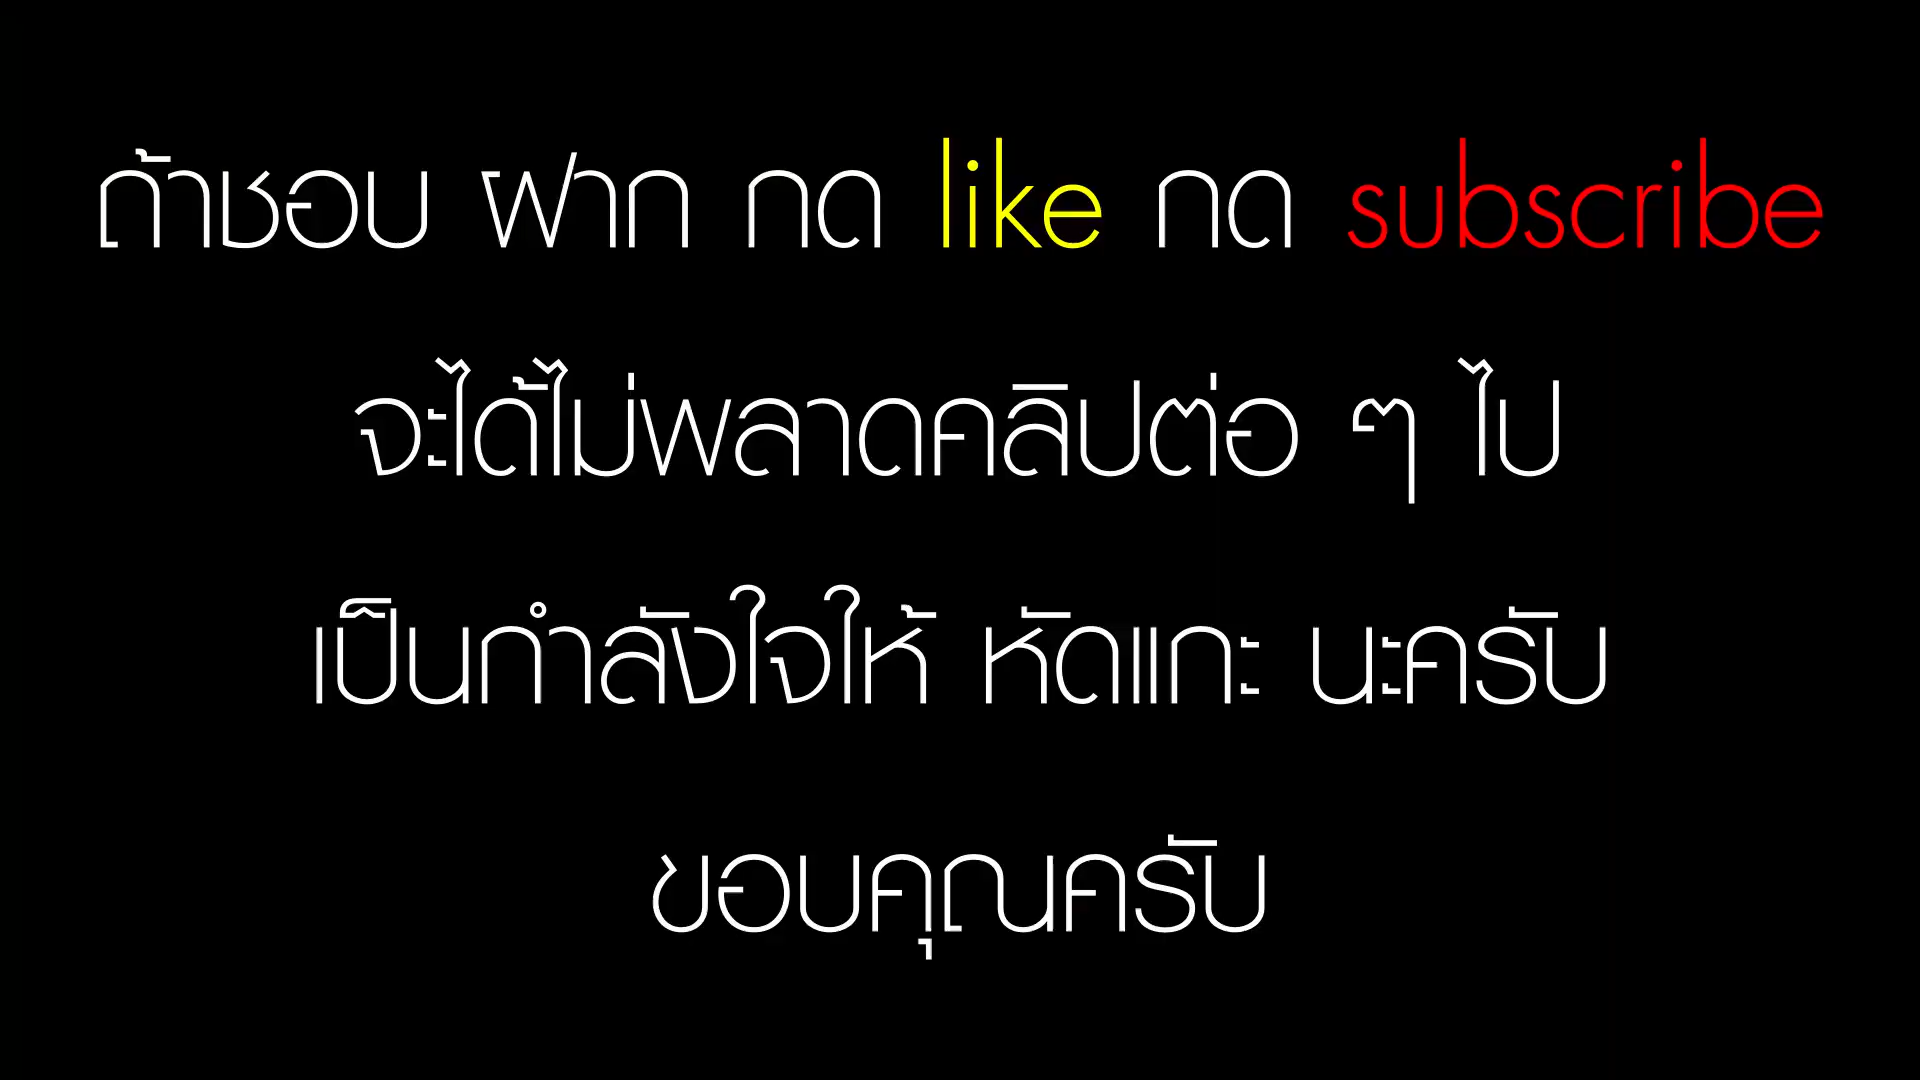 ถ้าชอบ ฝาก กด like กด subscribe
จะได้ไม่พลาดคลิปต่อ ๆ ไป
เป็นกำลังใจให้ หัดแกะ นะครับ
ขอบคุณครับ